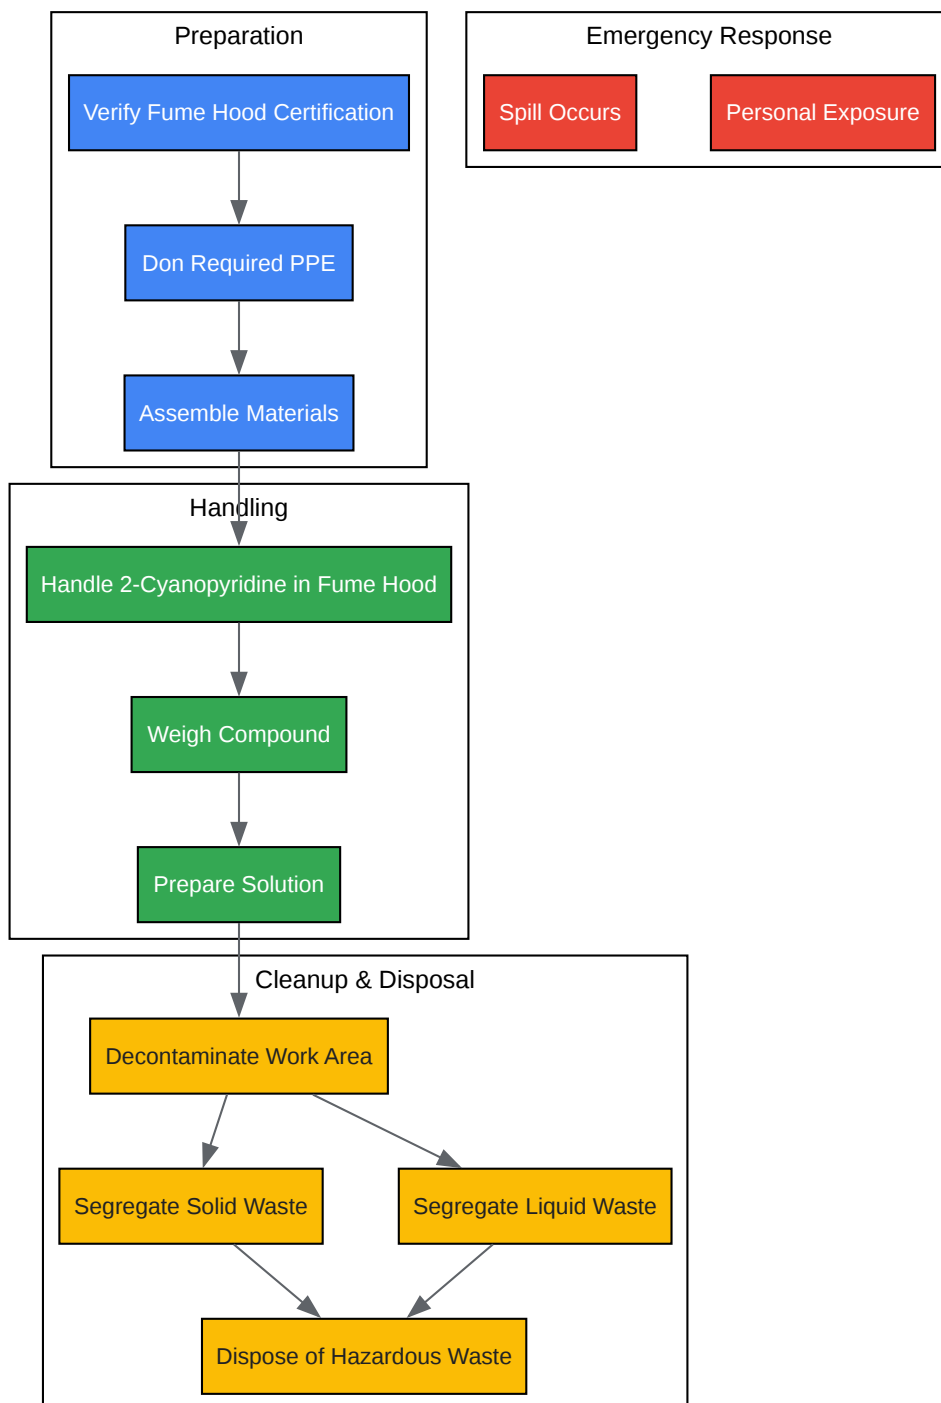 Preparation
Verify Fume Hood Certification
Don Required PPE
Assemble Materials
Emergency Response
Spill Occurs
Personal Exposure
Handling
Handle 2-Cyanopyridine in Fume Hood
Weigh Compound
Prepare Solution
Cleanup & Disposal
Decontaminate Work Area
Segregate Solid Waste
Segregate Liquid Waste
Dispose of Hazardous Waste